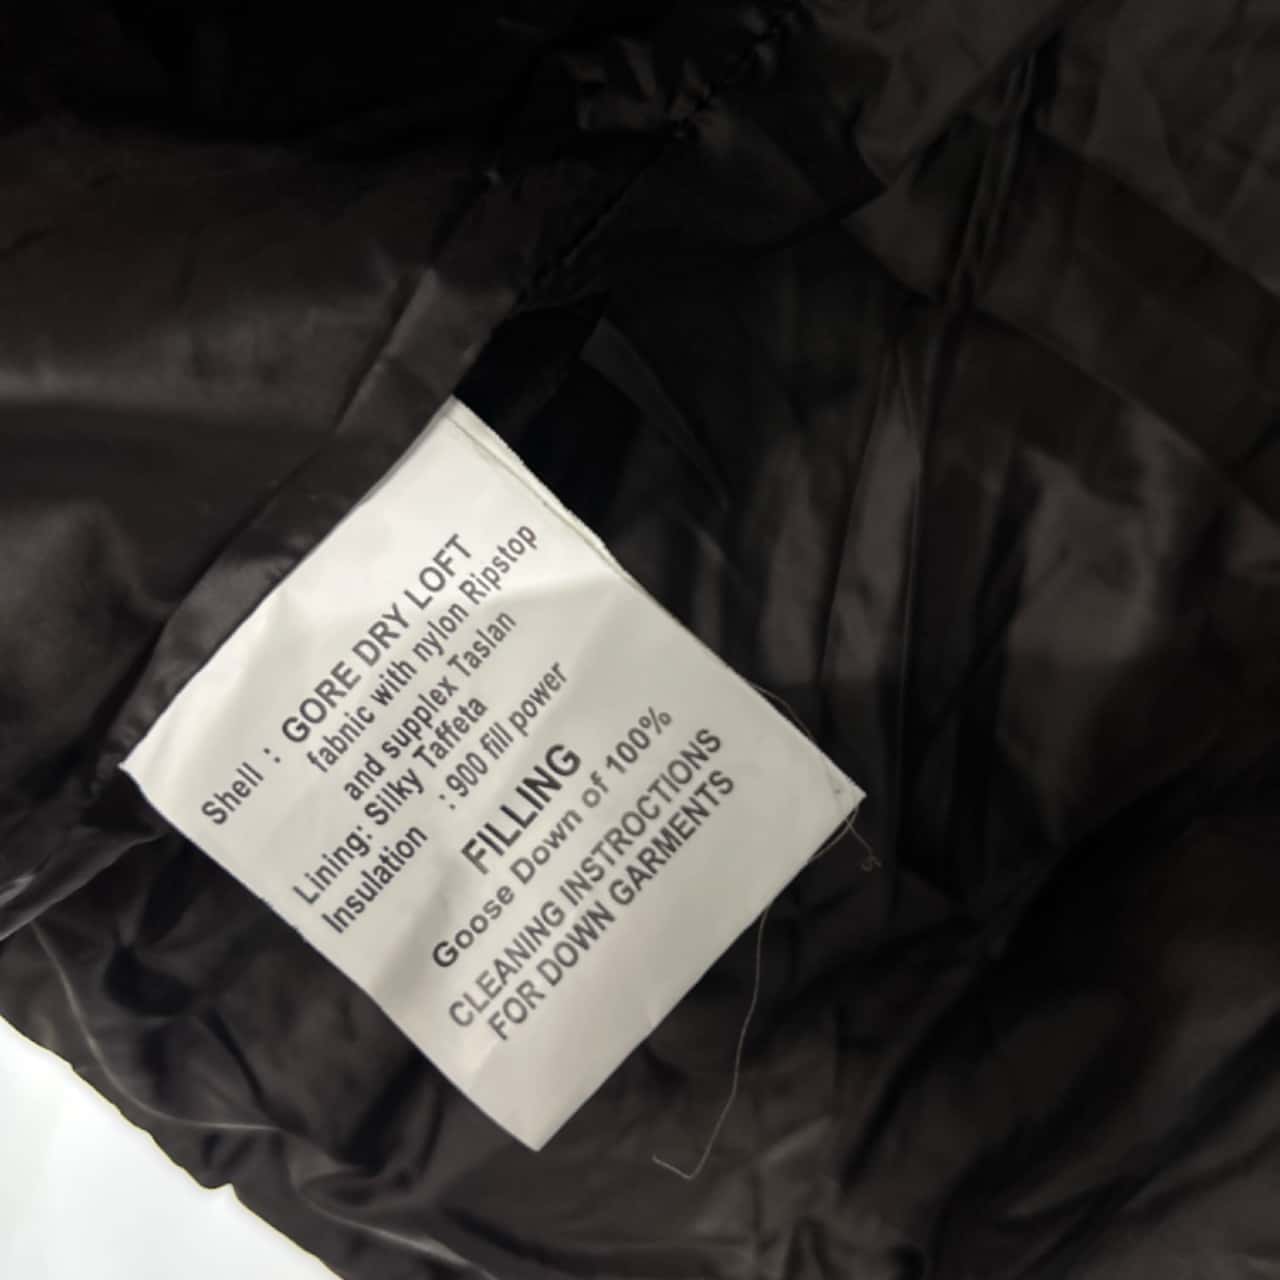 Shell : GORE DRY LOFT
fabnic with nylon Ripstop
and supplex Taslan
Lining: Silky Taffeta
Insulation : 900 fill power
FILLING
Goose Down of 100%
CLEANING INSTROCTIONS
FOR DOWN GARMENTS